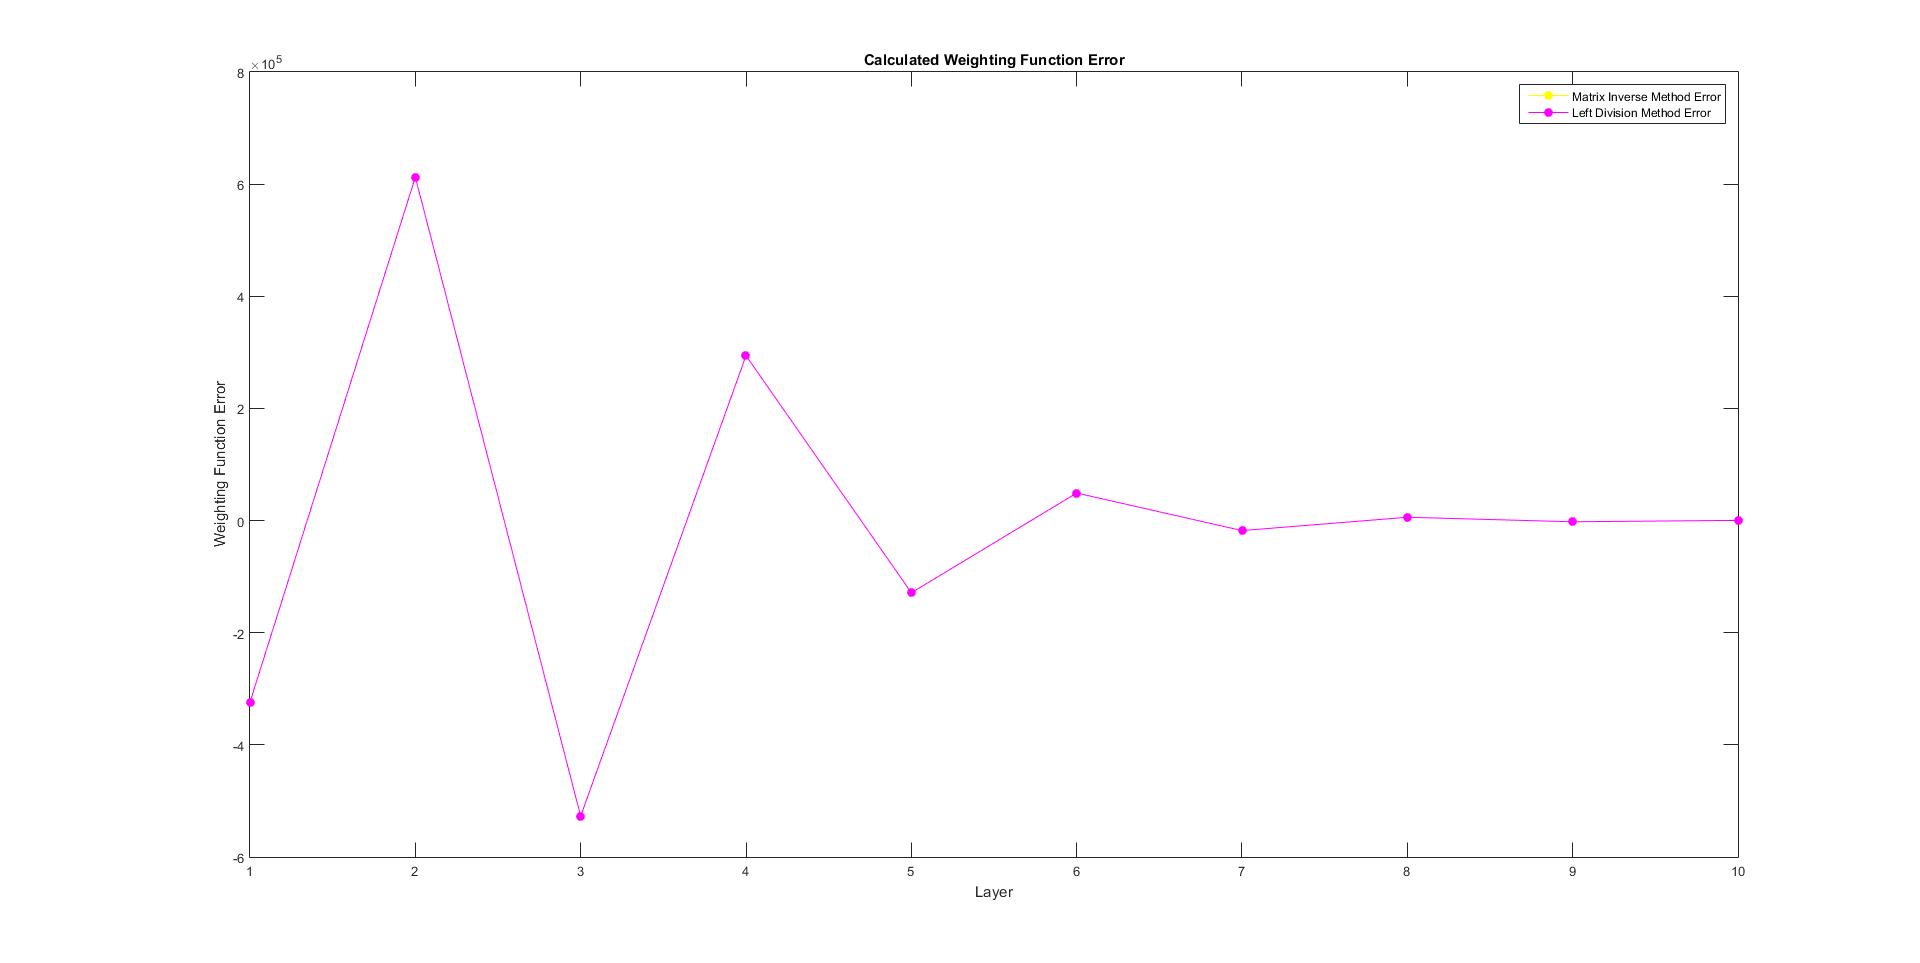 Calculated Weighting Function Error
×10^5
8
6
4
2
0
-2
-4
-6
Weighting Function Error
1 2 3 4 5 6 7 8 9 10
Layer
Matrix Inverse Method Error
Left Division Method Error